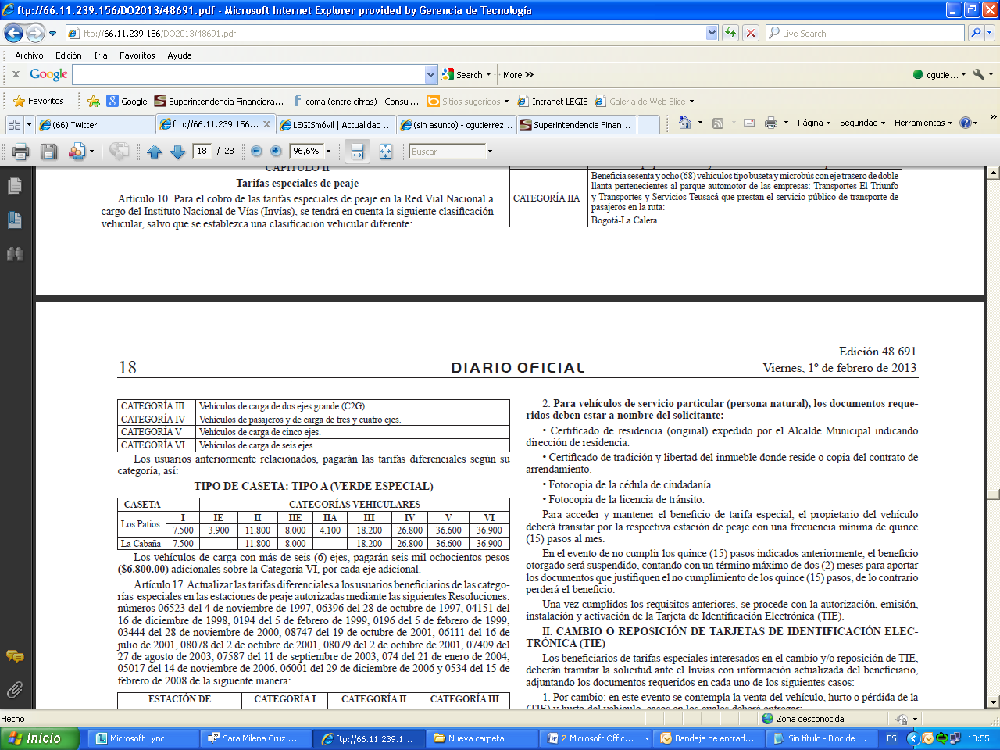 ftp://66.11.239.156/DO2013/48691.pdf - Microsoft Internet Explorer provided by Gerencia de Tecnología
ftp://66.11.239.156/DO2013/48691.pdf
Live Search
Archivo Edición Ir a Favoritos Ayuda
x Google Search More >> cgutie...
Favoritos Google Superintendencia Financiera... coma (entre cifras) - Consul... Sitios sugeridos Intranet LEGIS Galería de Web Slice
(66) Twitter ftp://66.11.239.156... LEGISmóvil | Actualidad ... (sin asunto) - cgutierrez... Superintendencia Finan... Página Seguridad Herramientas
18 / 28 96,6% Buscar
CAPÍTULO II
Tarifas especiales de peaje
Artículo 10. Para el cobro de las tarifas especiales de peaje en la Red Vial Nacional a
cargo del Instituto Nacional de Vías (Invías), se tendrá en cuenta la siguiente clasificación
vehicular, salvo que se establezca una clasificación vehicular diferente:
CATEGORÍA IIA
Beneficia sesenta y ocho (68) vehículos tipo buseta y microbús con eje trasero de doble
llanta pertenecientes al parque automotor de las empresas: Transportes El Triunfo
y Transportes y Servicios Teusacá que prestan el servicio público de transporte de
pasajeros en la ruta:
Bogotá-La Calera.
Edición 48.691
18 DIARIO OFICIAL Viernes, 1º de febrero de 2013
CATEGORÍA III Vehículos de carga de dos ejes grande (C2G).
CATEGORÍA IV Vehículos de pasajeros y de carga de tres y cuatro ejes.
CATEGORÍA V Vehículos de carga de cinco ejes.
CATEGORÍA VI Vehículos de carga de seis ejes
Los usuarios anteriormente relacionados, pagarán las tarifas diferenciales según su
categoría, así:
TIPO DE CASETA: TIPO A (VERDE ESPECIAL)
CASETA CATEGORÍAS VEHICULARES
Los Patios I IE II IIE IIA III IV V VI
7.500 3.900 11.800 8.000 4.100 18.200 26.800 36.600 36.900
La Cabaña 7.500 11.800 8.000 18.200 26.800 36.600 36.900
Los vehículos de carga con más de seis (6) ejes, pagarán seis mil ochocientos pesos
($6.800.00) adicionales sobre la Categoría VI, por cada eje adicional.
Artículo 17. Actualizar las tarifas diferenciales a los usuarios beneficiarios de las catego-
rías especiales en las estaciones de peaje autorizadas mediante las siguientes Resoluciones:
números 06523 del 4 de noviembre de 1997, 06396 del 28 de octubre de 1997, 04151 del
16 de diciembre de 1998, 0194 del 5 de febrero de 1999, 0196 del 5 de febrero de 1999,
03444 del 28 de noviembre de 2000, 08747 del 19 de octubre de 2001, 06111 del 16 de
julio de 2001, 08078 del 2 de octubre de 2001, 08079 del 2 de octubre de 2001, 07409 del
27 de agosto de 2003, 07587 del 11 de septiembre de 2003, 074 del 21 de enero de 2004,
05017 del 14 de noviembre de 2006, 06001 del 29 de diciembre de 2006 y 0534 del 15 de
febrero de 2008 de la siguiente manera:
ESTACIÓN DE CATEGORÍA I CATEGORÍA II CATEGORÍA III
2. Para vehículos de servicio particular (persona natural), los documentos reque-
ridos deben estar a nombre del solicitante:
• Certificado de residencia (original) expedido por el Alcalde Municipal indicando
dirección de residencia.
• Certificado de tradición y libertad del inmueble donde reside o copia del contrato de
arrendamiento.
• Fotocopia de la cédula de ciudadanía.
• Fotocopia de la licencia de tránsito.
Para acceder y mantener el beneficio de tarifa especial, el propietario del vehículo
deberá transitar por la respectiva estación de peaje con una frecuencia mínima de quince
(15) pasos al mes.
En el evento de no cumplir los quince (15) pasos indicados anteriormente, el beneficio
otorgado será suspendido, contando con un término máximo de dos (2) meses para aportar
los documentos que justifiquen el no cumplimiento de los quince (15) pasos, de lo contrario
perderá el beneficio.
Una vez cumplidos los requisitos anteriores, se procede con la autorización, emisión,
instalación y activación de la Tarjeta de Identificación Electrónica (TIE).
II. CAMBIO O REPOSICIÓN DE TARJETAS DE IDENTIFICACIÓN ELEC-
TRÓNICA (TIE)
Los beneficiarios de tarifas especiales interesados en el cambio y/o reposición de TIE,
deberán tramitar la solicitud ante el Invías con información actualizada del beneficiario,
adjuntando los documentos requeridos en cada uno de los siguientes casos:
1. Por cambio: en este evento se contempla la venta del vehículo, hurto o pérdida de la
(TIE) y hurto del vehículo, casos en los cuales deberá entregar:
Hecho Zona desconocida
Inicio Microsoft Lync Sara Milena Cruz ... ftp://66.11.239.1... Nueva carpeta 2 Microsoft Offic... Bandeja de entrad... Sin título - Bloc de ... ES 10:55